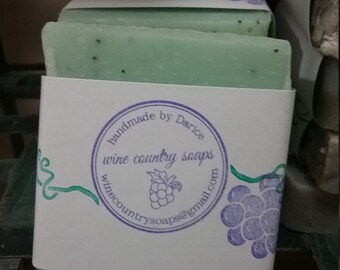 handmade by Darice
wine country soaps
winecountrysoaps@gmail.com